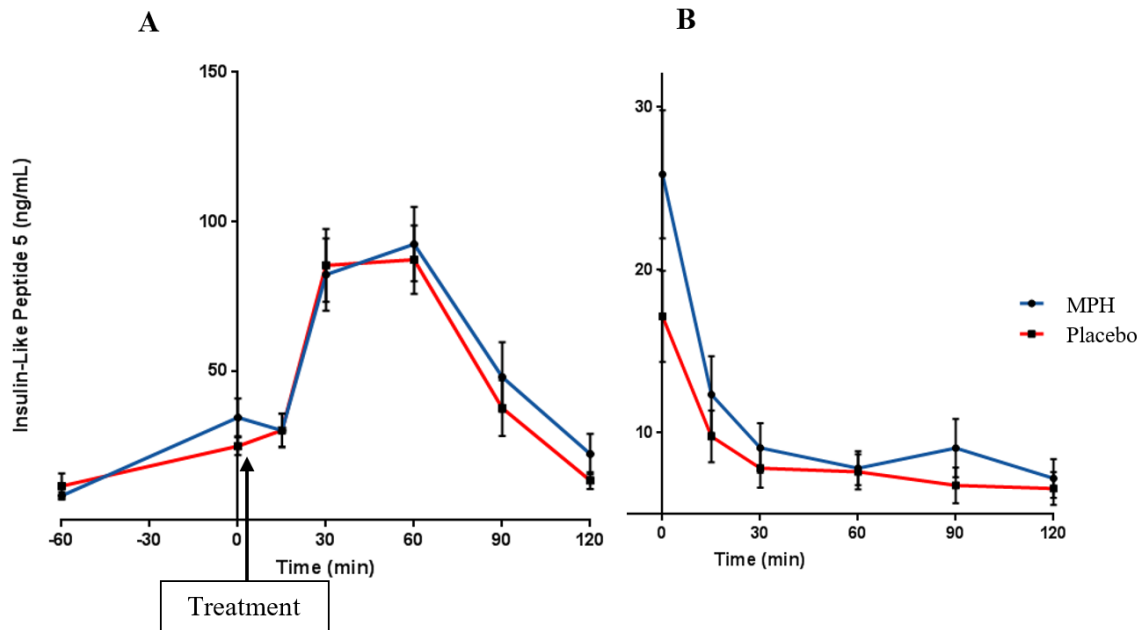 A
B
Insulin-Like Peptide 5 (ng/mL)
150
100
50
-60 -30 0 30 60 90 120
Time (min)
Treatment
30
20
10
0 30 60 90 120
Time (min)
MPH
Placebo